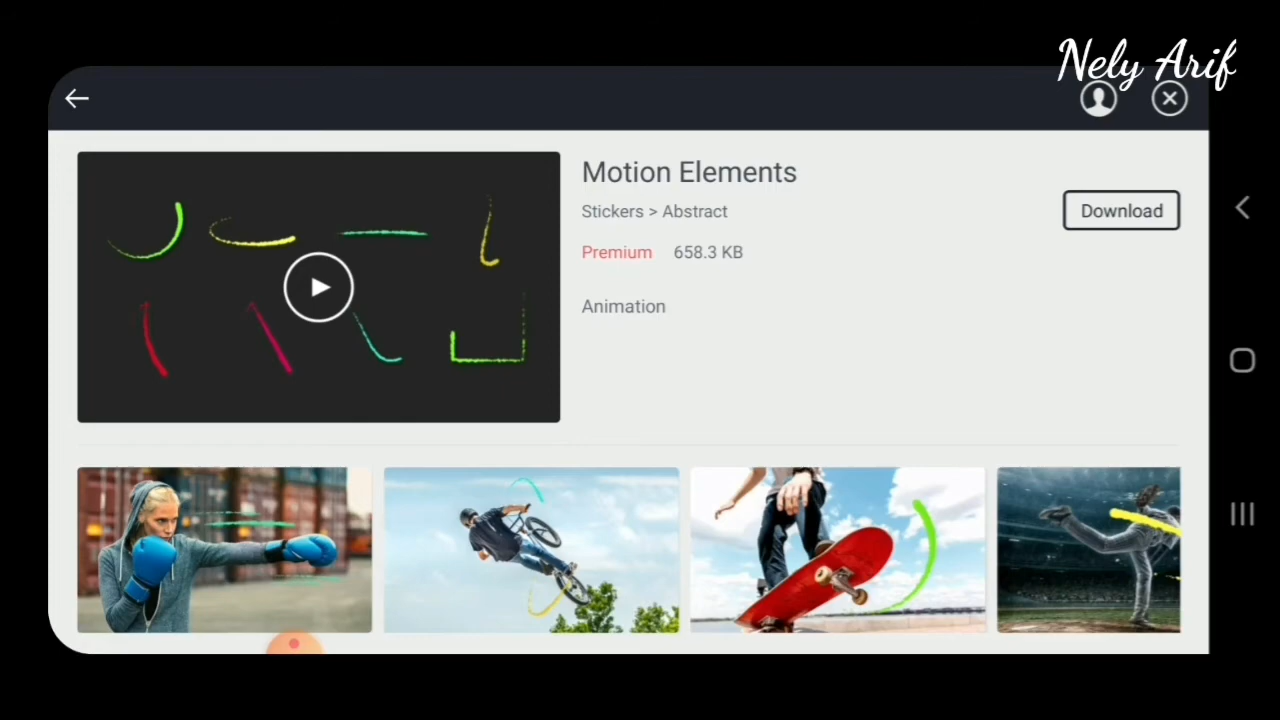 Nely Arif
Motion Elements
Stickers > Abstract
Download
Premium 658.3 KB
Animation